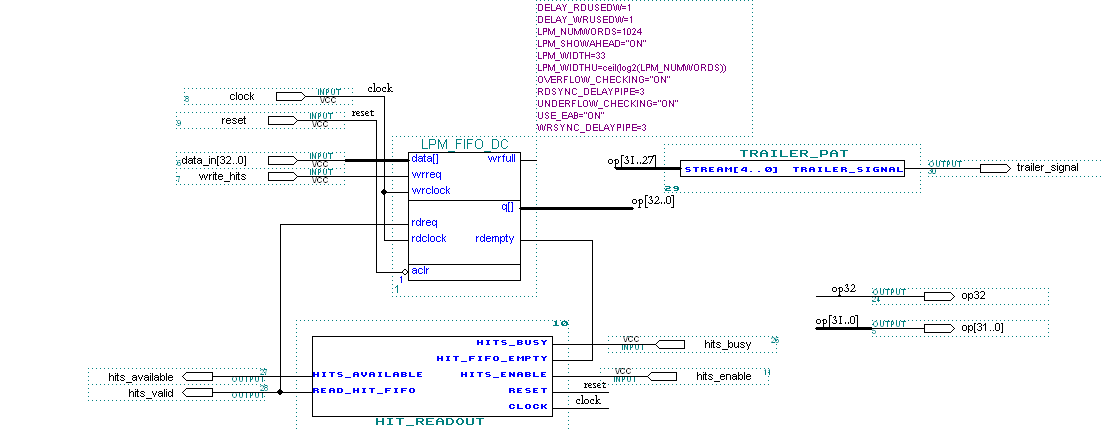 DELAY_RDUSEDW=1
DELAY_WRUSEDW=1
LPM_NUMWORDS=1024
LPM_SHOWAHEAD="ON"
LPM_WIDTH=33
LPM_WIDTHU=ceil(log2(LPM_NUMWORDS))
OVERFLOW_CHECKING="ON"
RDSYNC_DELAYPIPE=3
UNDERFLOW_CHECKING="ON"
USE_EAB="ON"
WRSYNC_DELAYPIPE=3
clock
INPUT
VCC
clock
reset
INPUT
VCC
reset
data_in[32..0]
INPUT
VCC
write_hits
INPUT
VCC
LPM_FIFO_DC
data[]
wrfull
wrreq
wrclock
q[]
rdreq
rdclock
rdempty
aclr
1
1
op[32..0]
TRAILER_PAT
op[31..27]
STREAM[4..0]
TRAILER_SIGNAL
29
OUTPUT
30
trailer_signal
op32
OUTPUT
24
op32
op[31..0]
OUTPUT
op[31..0]
10
HITS_BUSY
HIT_FIFO_EMPTY
HITS_AVAILABLE
HITS_ENABLE
READ_HIT_FIFO
RESET
CLOCK
HIT_READOUT
VCC
INPUT
hits_busy
VCC
INPUT
hits_enable
reset
clock
hits_available
OUTPUT
hits_valid
OUTPUT